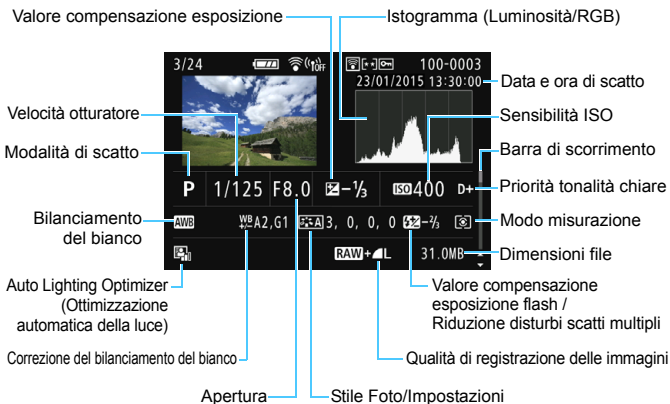 Valore compensazione esposizione
Istogramma (Luminosità/RGB)
3/24
OFF
100-0003
23/01/2015 13:30:00
Data e ora di scatto
Velocità otturatore
Sensibilità ISO
Modalità di scatto
Barra di scorrimento
P 1/125 F8.0 -⅓ ISO 400 D+
Priorità tonalità chiare
Bilanciamento
del bianco
AWB WB+/- A2,G1 A 3, 0, 0, 0 -⅔
Modo misurazione
RAW+L 31.0MB
Dimensioni file
Auto Lighting Optimizer
(Ottimizzazione
automatica della luce)
Valore compensazione
esposizione flash /
Riduzione disturbi scatti multipli
Correzione del bilanciamento del bianco
Qualità di registrazione delle immagini
Apertura
Stile Foto/Impostazioni